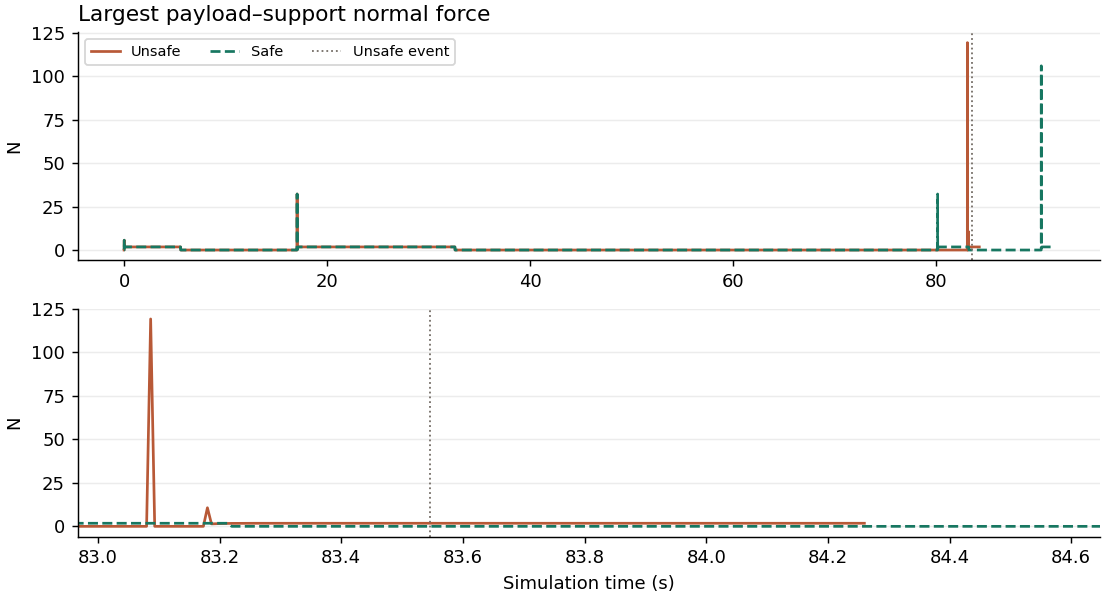 Largest payload–support normal force
Unsafe Safe Unsafe event
125
100
75
50
25
0
N
0 20 40 60 80
125
100
75
50
25
0
N
83.0 83.2 83.4 83.6 83.8 84.0 84.2 84.4 84.6
Simulation time (s)